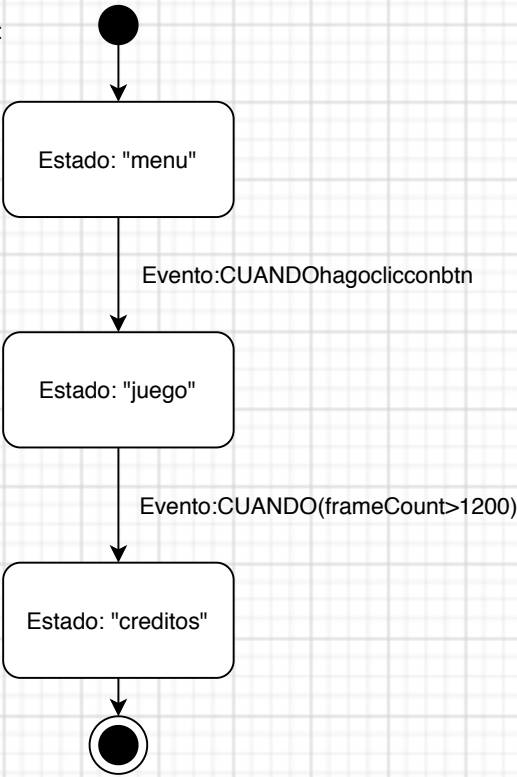 Estado: "menu"
Evento:CUANDOhagoclicconbtn
Estado: "juego"
Evento:CUANDO(frameCount>1200)
Estado: "creditos"